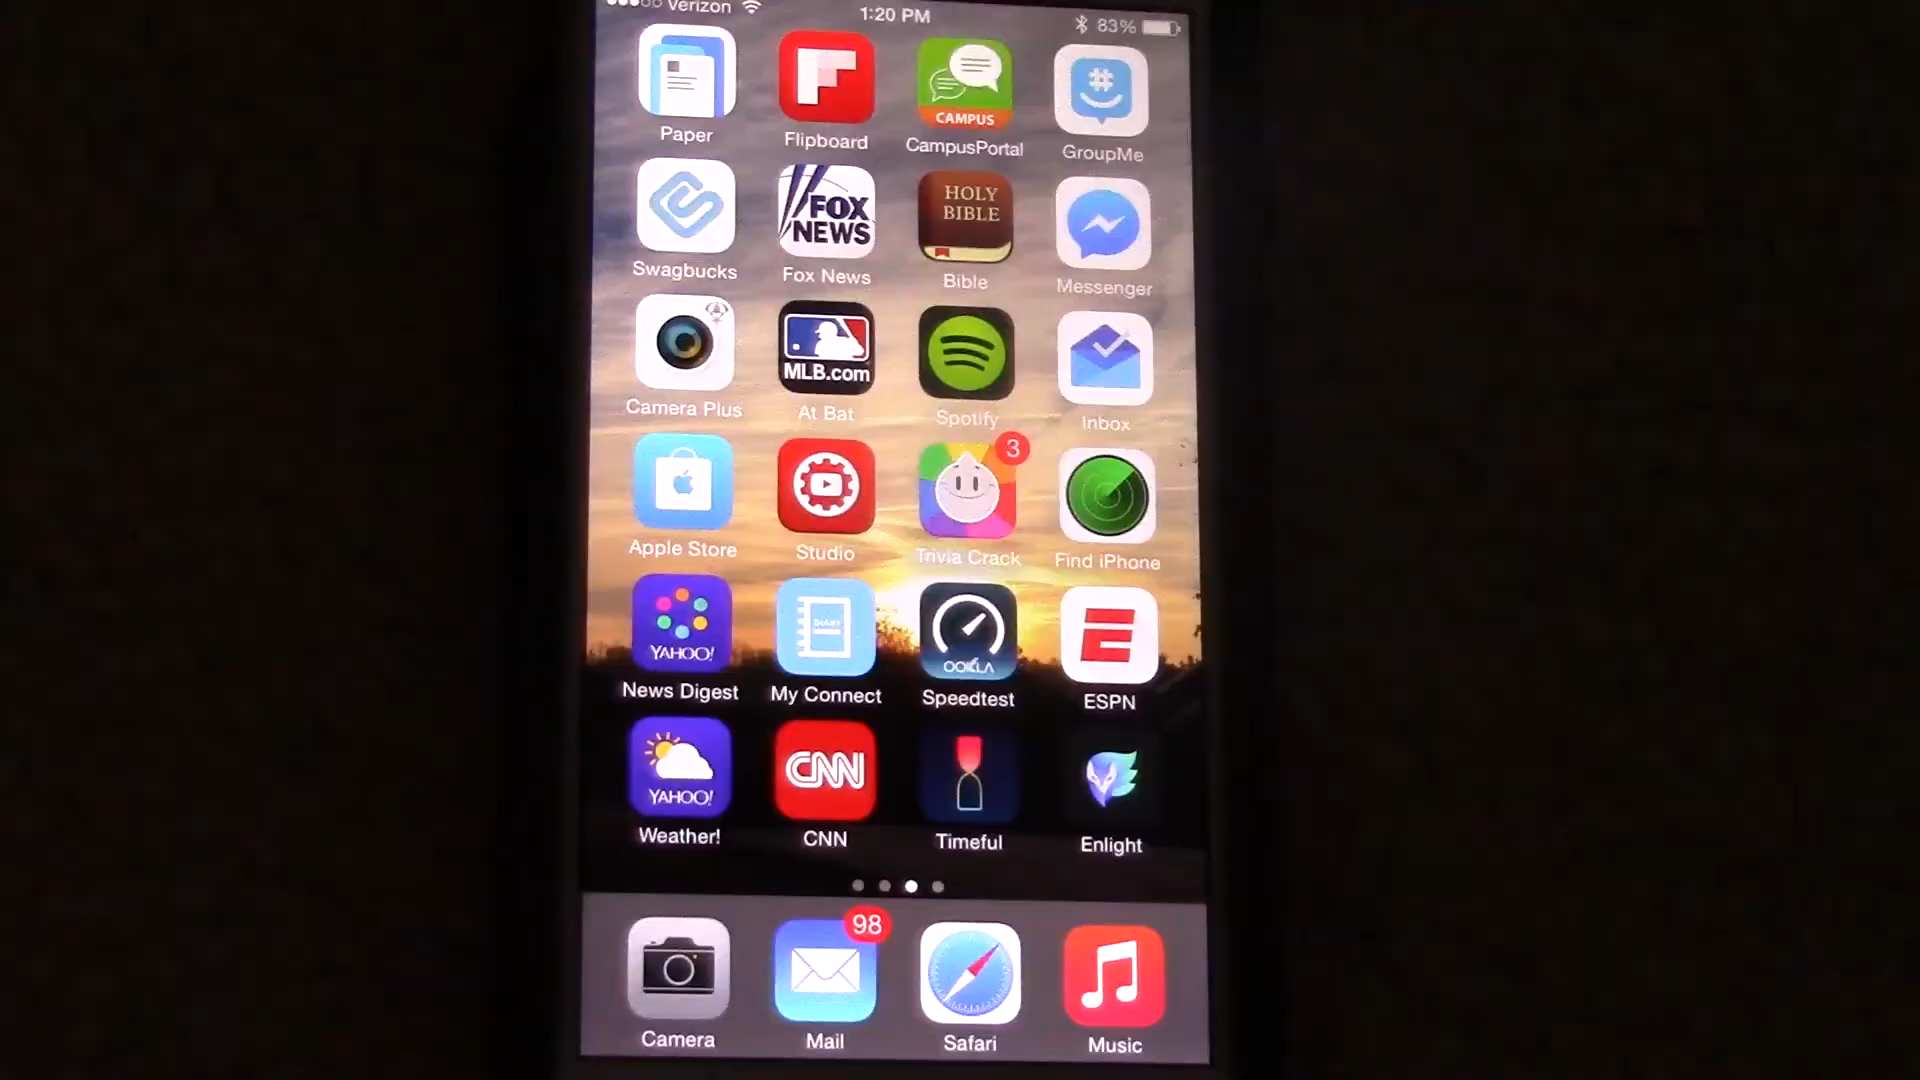 Verizon 1:20 PM 83%
CAMPUS
Paper Flipboard CampusPortal GroupMe
FOX
NEWS
HOLY
BIBLE
Swagbucks Fox News Bible Messenger
MLB.com
Camera Plus At Bat Spotify Inbox
3
Apple Store Studio Trivia Crack Find iPhone
YAHOO!
DIARY
OOKLA
News Digest My Connect Speedtest ESPN
YAHOO!
CNN
Weather! CNN Timeful Enlight
98
Camera Mail Safari Music